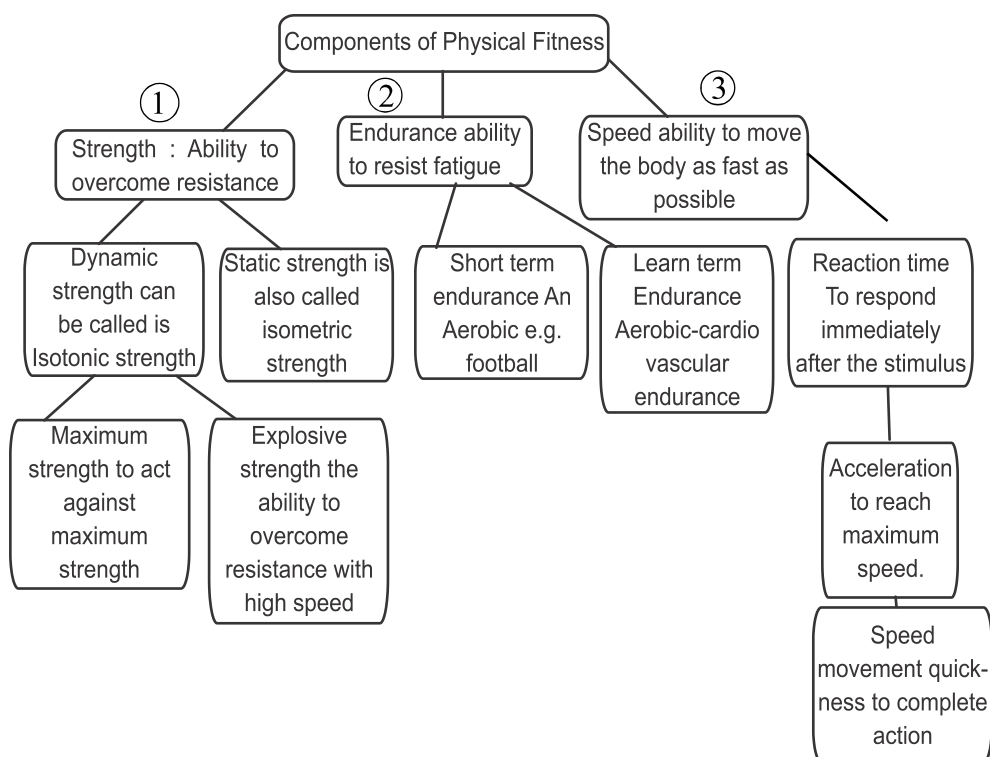 Components of Physical Fitness
1
2
3
Strength : Ability to
overcome resistance
Endurance ability
to resist fatigue
Speed ability to move
the body as fast as
possible
Dynamic
strength can
be called is
Isotonic strength
Static strength is
also called
isometric
strength
Short term
endurance An
Aerobic e.g.
football
Learn term
Endurance
Aerobic-cardio
vascular
endurance
Reaction time
To respond
immediately
after the stimulus
Maximum
strength to act
against
maximum
strength
Explosive
strength the
ability to
overcome
resistance with
high speed
Acceleration
to reach
maximum
speed.
Speed
movement quick-
ness to complete
action